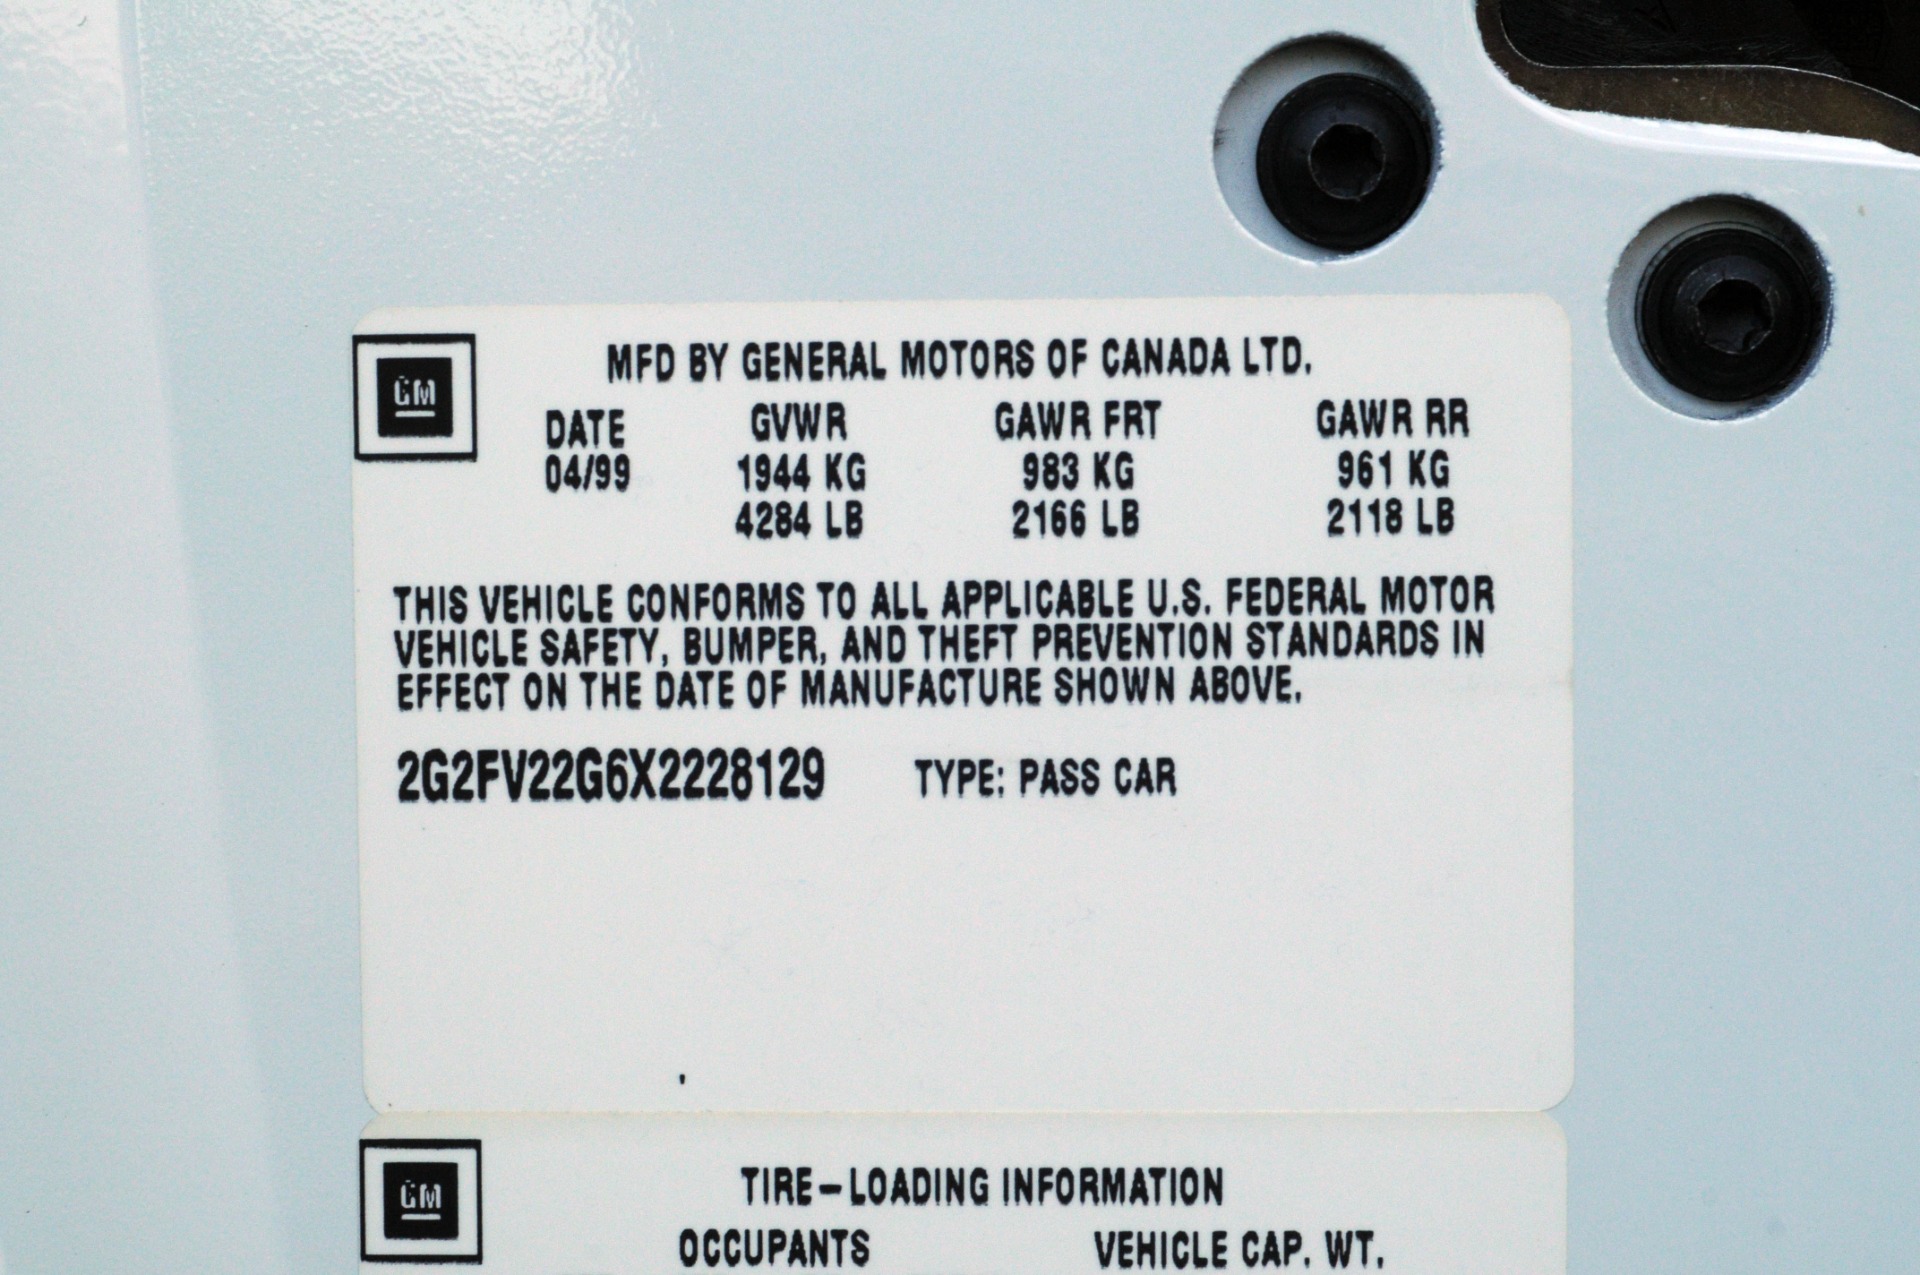 GM
MFD BY GENERAL MOTORS OF CANADA LTD.
DATE GVWR GAWR FRT GAWR RR
04/99 1944 KG 983 KG 961 KG
4284 LB 2166 LB 2118 LB
THIS VEHICLE CONFORMS TO ALL APPLICABLE U.S. FEDERAL MOTOR
VEHICLE SAFETY, BUMPER, AND THEFT PREVENTION STANDARDS IN
EFFECT ON THE DATE OF MANUFACTURE SHOWN ABOVE.
2G2FV22G6X2228129 TYPE: PASS CAR
GM
TIRE-LOADING INFORMATION
OCCUPANTS VEHICLE CAP. WT.